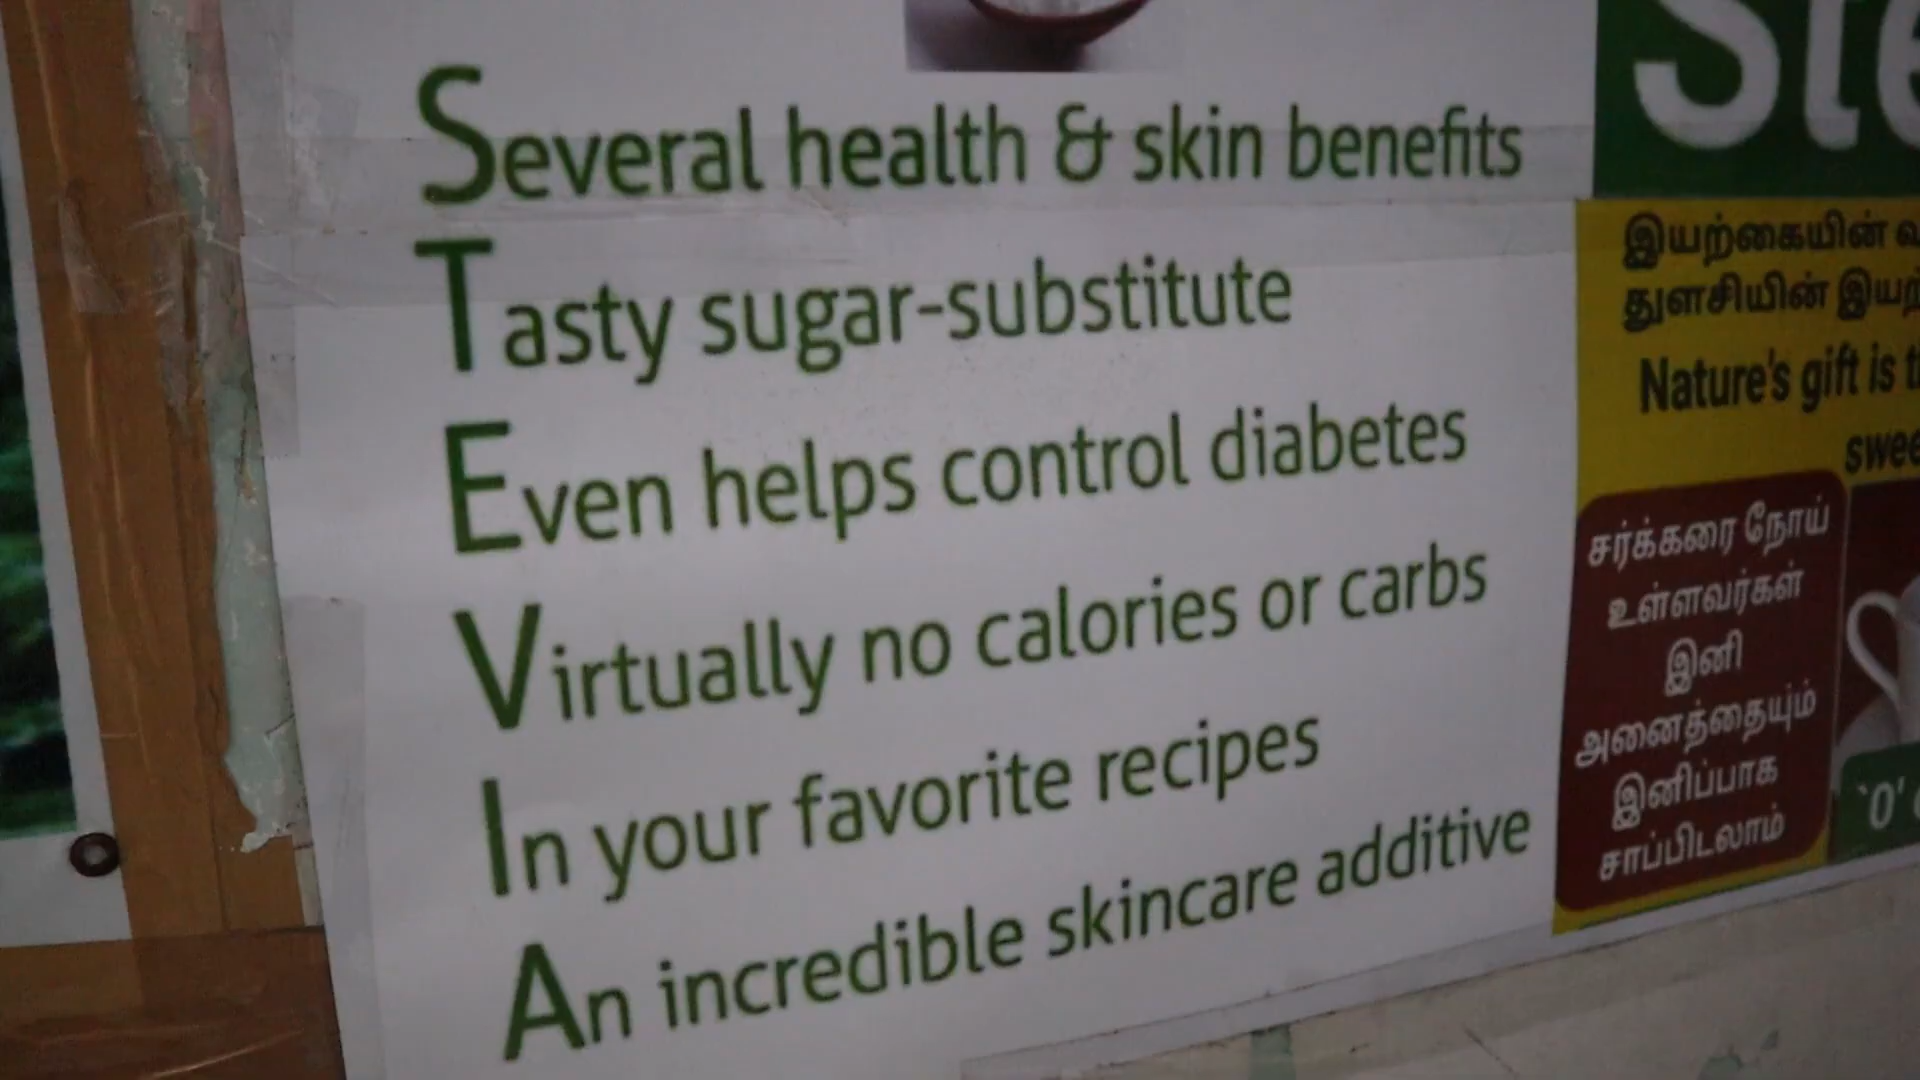 Several health & skin benefits
Tasty sugar-substitute
Even helps control diabetes
Virtually no calories or carbs
In your favorite recipes
An incredible skincare additive
Ste
இயற்கையின்
துளசியின்
Nature's gift is
சர்க்கரை நோய்
உள்ளவர்கள்
இனி
அனைத்தையும்
இனிப்பாக
சாப்பிடலாம்
'0'